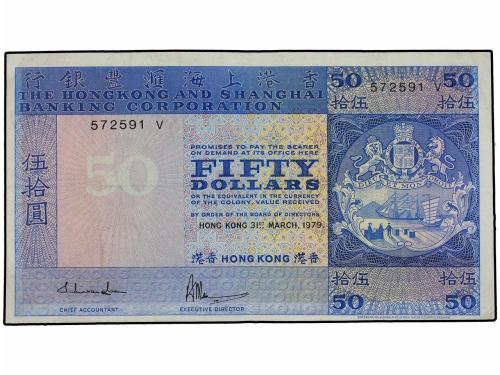 行銀豐滙海上港香
THE HONGKONG AND SHANGHAI
BANKING CORPORATION
50 50
拾伍 拾伍
572591 V
572591 V
PROMISES TO PAY THE BEARER
ON DEMAND AT ITS OFFICE HERE
FIFTY
DOLLARS
OR THE EQUIVALENT IN THE CURRENCY
OF THE COLONY, VALUE RECEIVED
BY ORDER OF THE BOARD OF DIRECTORS
HONG KONG 31ST MARCH, 1979
港香 HONG KONG 港香
50
伍拾圓
DIEU ET MON DROIT
CHIEF ACCOUNTANT
EXECUTIVE DIRECTOR
拾伍 拾伍
50 50